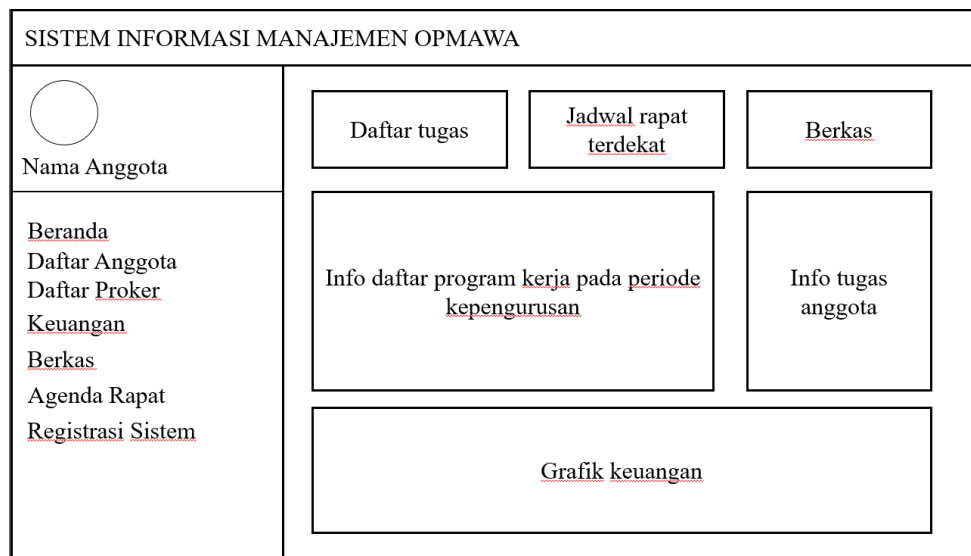 SISTEM INFORMASI MANAJEMEN OPMAWA
Nama Anggota
Beranda
Daftar Anggota
Daftar Proker
Keuangan
Berkas
Agenda Rapat
Registrasi Sistem
Daftar tugas
Jadwal rapat
terdekat
Berkas
Info daftar program kerja pada periode
kepengurusan
Info tugas
anggota
Grafik keuangan